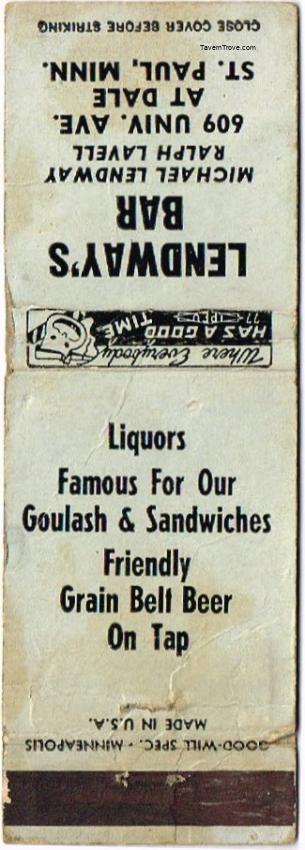 TavernTrove.com
LENDWAY'S
BAR
MICHAEL LENDWAY
RALPH LAVELL
609 UNIV. AVE.
AT DALE
ST. PAUL, MINN.
CLOSE COVER BEFORE STRIKING
Where Everybody
HAS A GOOD
TIME
Liquors
Famous For Our
Goulash & Sandwiches
Friendly
Grain Belt Beer
On Tap
GOOD-WILL SPEC. - MINNEAPOLIS
MADE IN U.S.A.